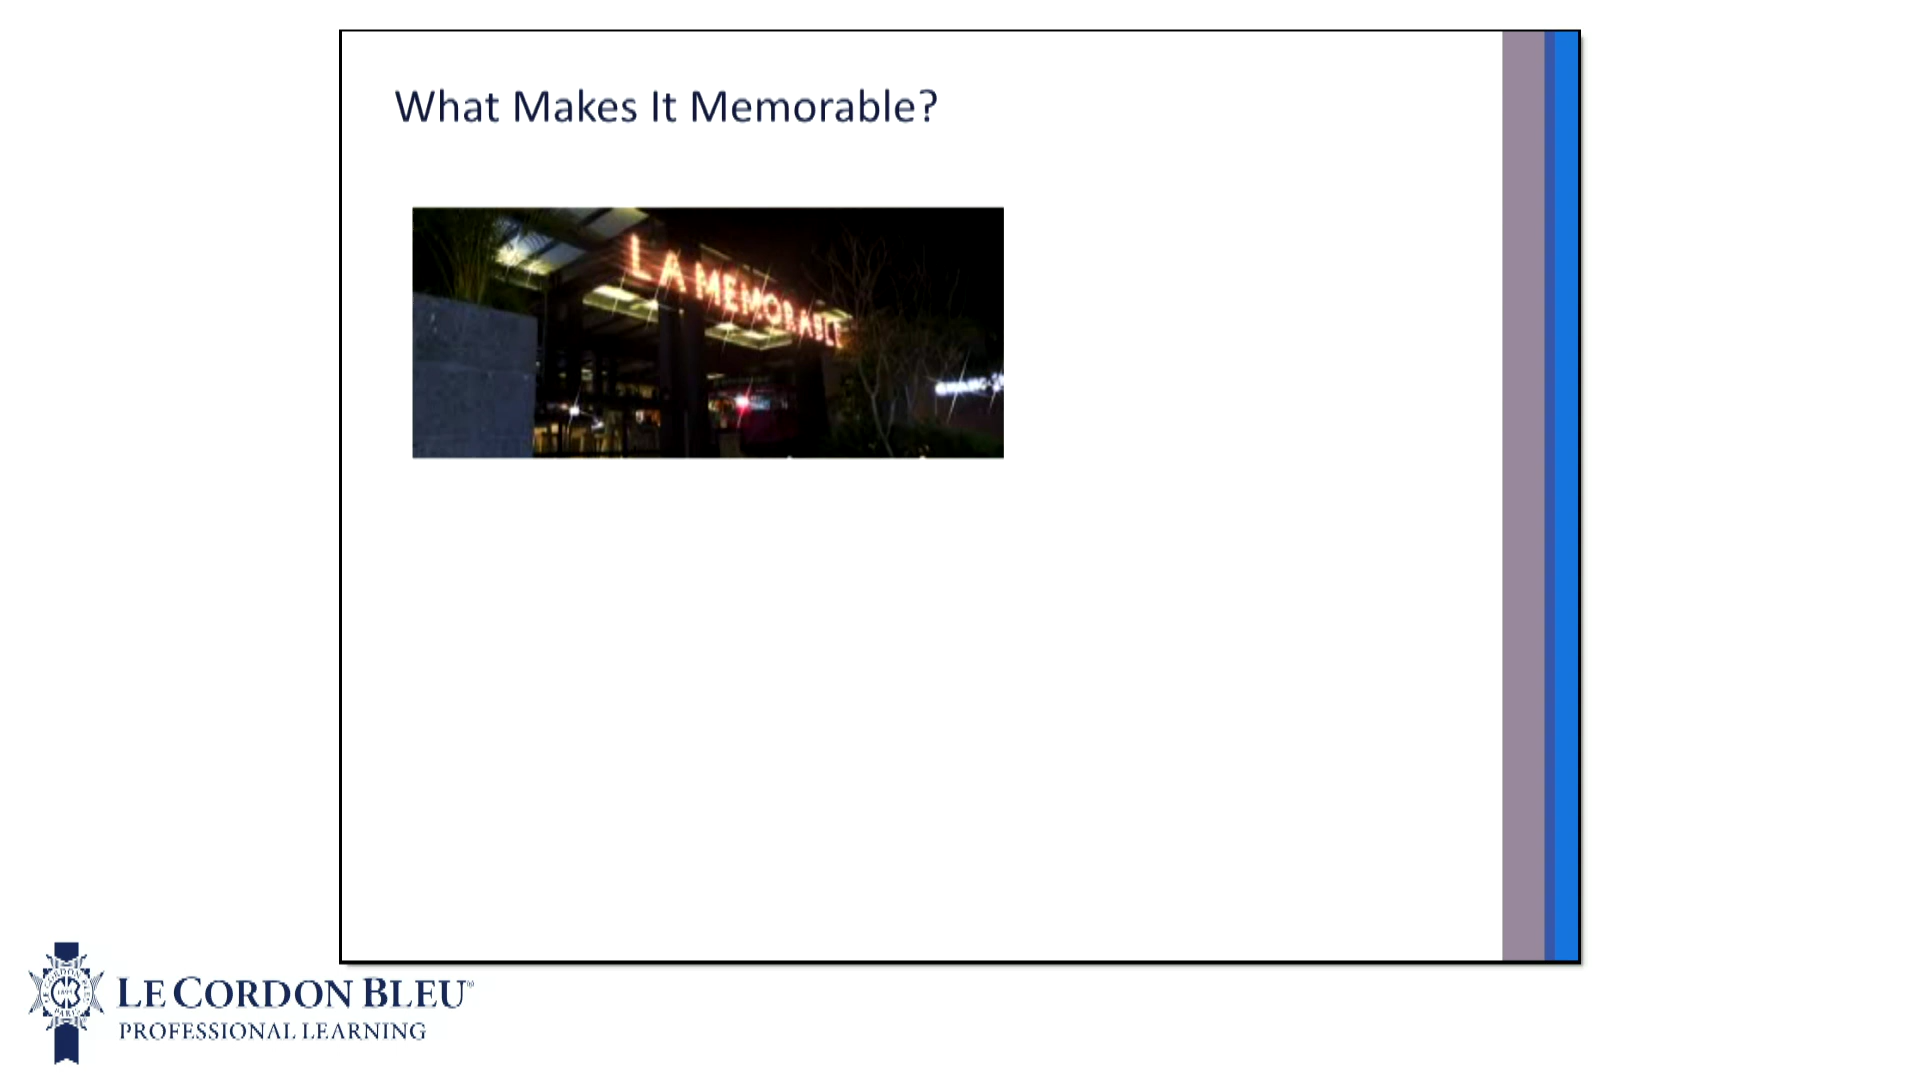 What Makes It Memorable?
LA MEMORABLE
LE CORDON BLEU®
PROFESSIONAL LEARNING